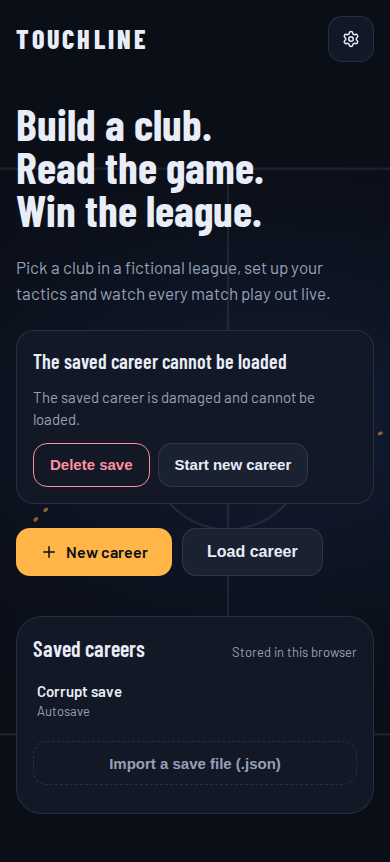 TOUCHLINE
Build a club.
Read the game.
Win the league.
Pick a club in a fictional league, set up your
tactics and watch every match play out live.
The saved career cannot be loaded
The saved career is damaged and cannot be
loaded.
Delete save
Start new career
New career
Load career
Saved careers
Stored in this browser
Corrupt save
Autosave
Import a save file (.json)